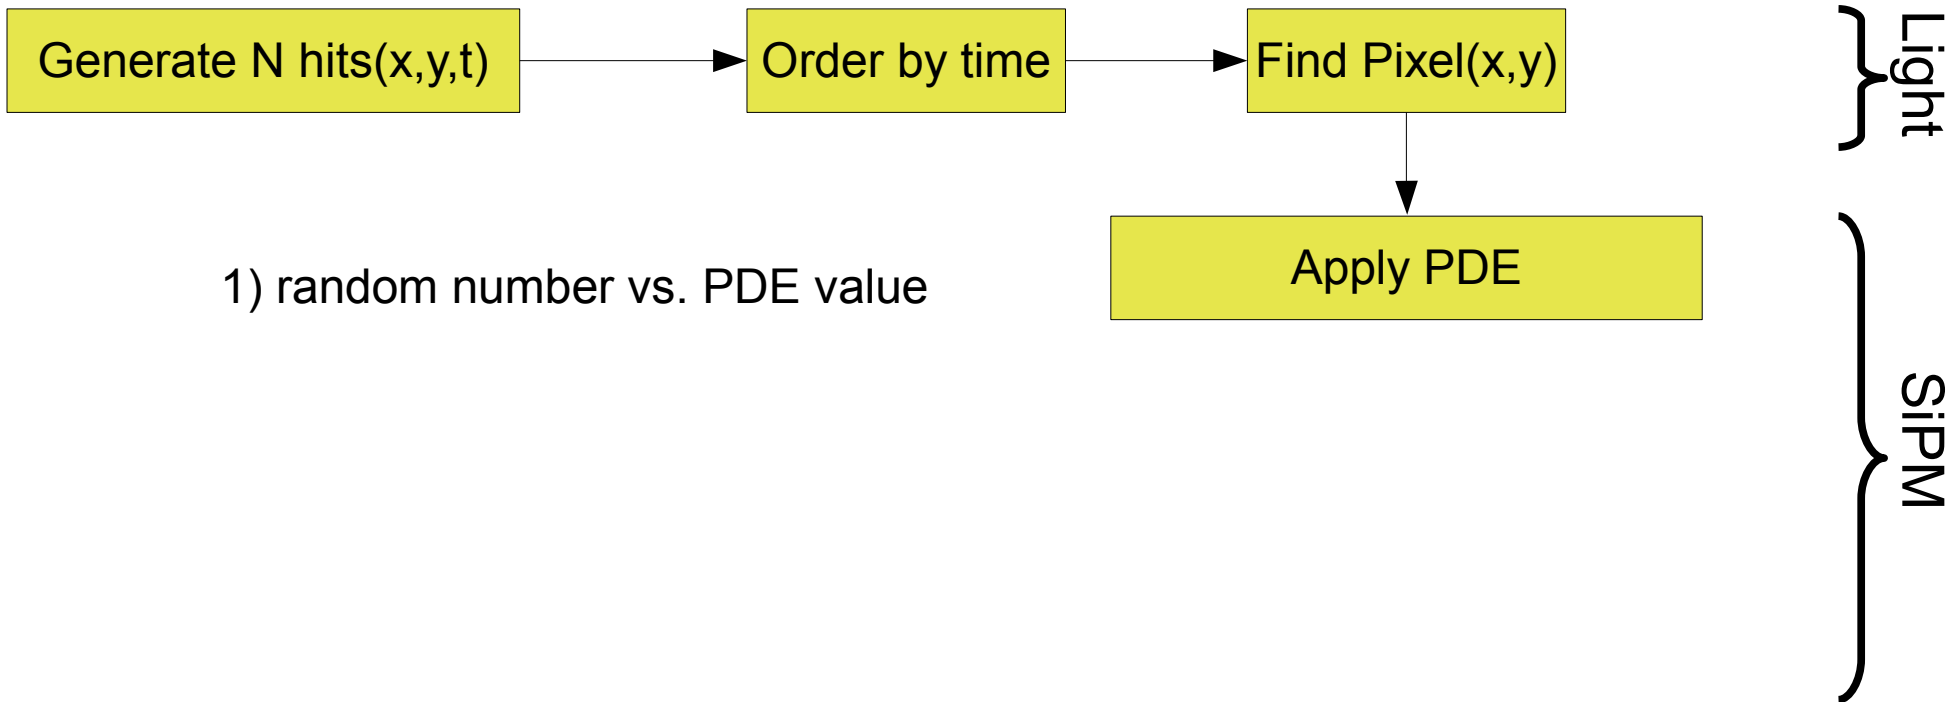 Generate N hits(x,y,t)
Order by time
Find Pixel(x,y)
Light
Apply PDE
1) random number vs. PDE value
SiPM